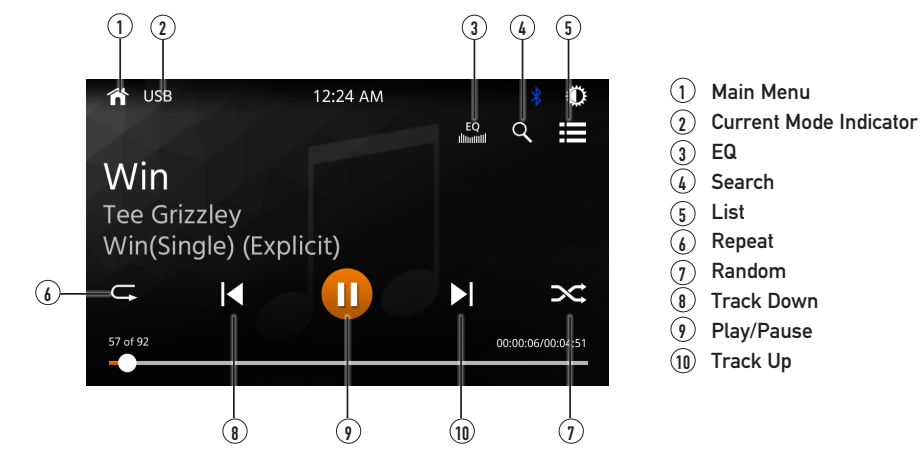 1 2 3 4 5
USB 12:24 AM
EQ
Win
Tee Grizzley
Win(Single) (Explicit)
6
57 of 92 00:00:06/00:04:51
8 9 10 7
1 Main Menu
2 Current Mode Indicator
3 EQ
4 Search
5 List
6 Repeat
7 Random
8 Track Down
9 Play/Pause
10 Track Up